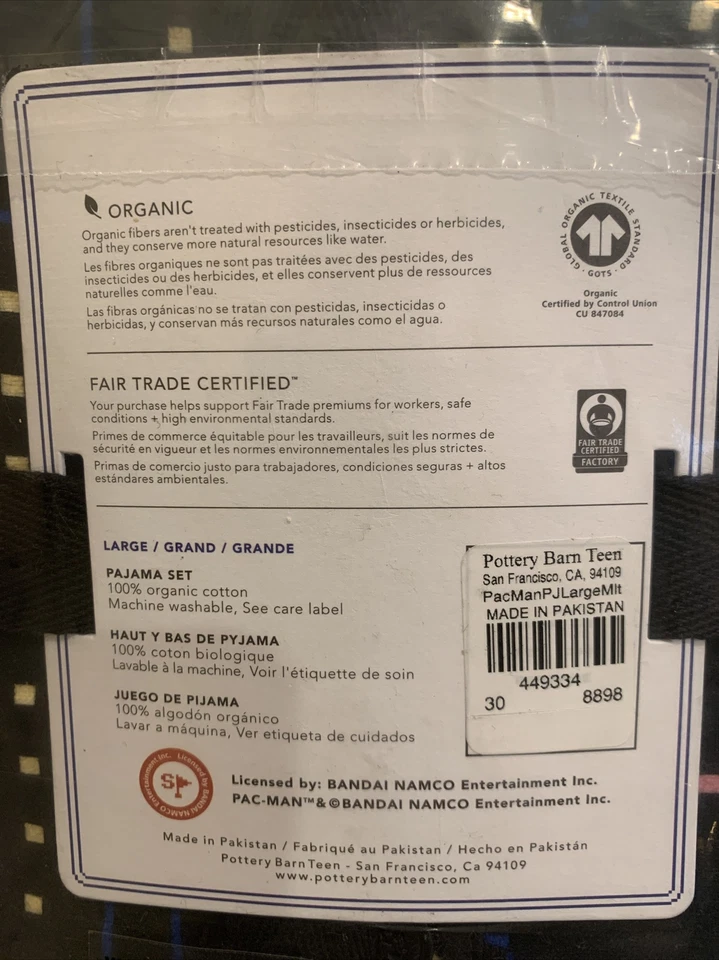 ORGANIC
Organic fibers aren't treated with pesticides, insecticides or herbicides,
and they conserve more natural resources like water.
Les fibres organiques ne sont pas traitées avec des pesticides, des
insecticides ou des herbicides, et elles conservent plus de ressources
naturelles comme l'eau.
Las fibras orgánicas no se tratan con pesticidas, insecticidas o
herbicidas, y conservan más recursos naturales como el agua.
GLOBAL ORGANIC TEXTILE STANDARD · GOTS ·
Organic
Certified by Control Union
CU 847084
FAIR TRADE CERTIFIED™
Your purchase helps support Fair Trade premiums for workers, safe
conditions + high environmental standards.
Primes de commerce équitable pour les travailleurs, suit les normes de
sécurité en vigueur et les normes environnementales les plus strictes.
Primas de comercio justo para trabajadores, condiciones seguras + altos
estándares ambientales.
FAIR TRADE
CERTIFIED
FACTORY
LARGE / GRAND / GRANDE
PAJAMA SET
100% organic cotton
Machine washable, See care label
HAUT Y BAS DE PYJAMA
100% coton biologique
Lavable à la machine, Voir l'étiquette de soin
JUEGO DE PIJAMA
100% algodón orgánico
Lavar a máquina, Ver etiqueta de cuidados
Pottery Barn Teen
San Francisco, CA, 94109
PacManPJLargeMlt
MADE IN PAKISTAN
449334
30 8898
Licensed by BANDAI NAMCO Entertainment Inc.
SP
Licensed by: BANDAI NAMCO Entertainment Inc.
PAC-MAN™&©BANDAI NAMCO Entertainment Inc.
Made in Pakistan / Fabriqué au Pakistan / Hecho en Pakistán
Pottery Barn Teen - San Francisco, Ca 94109
www.potterybarnteen.com